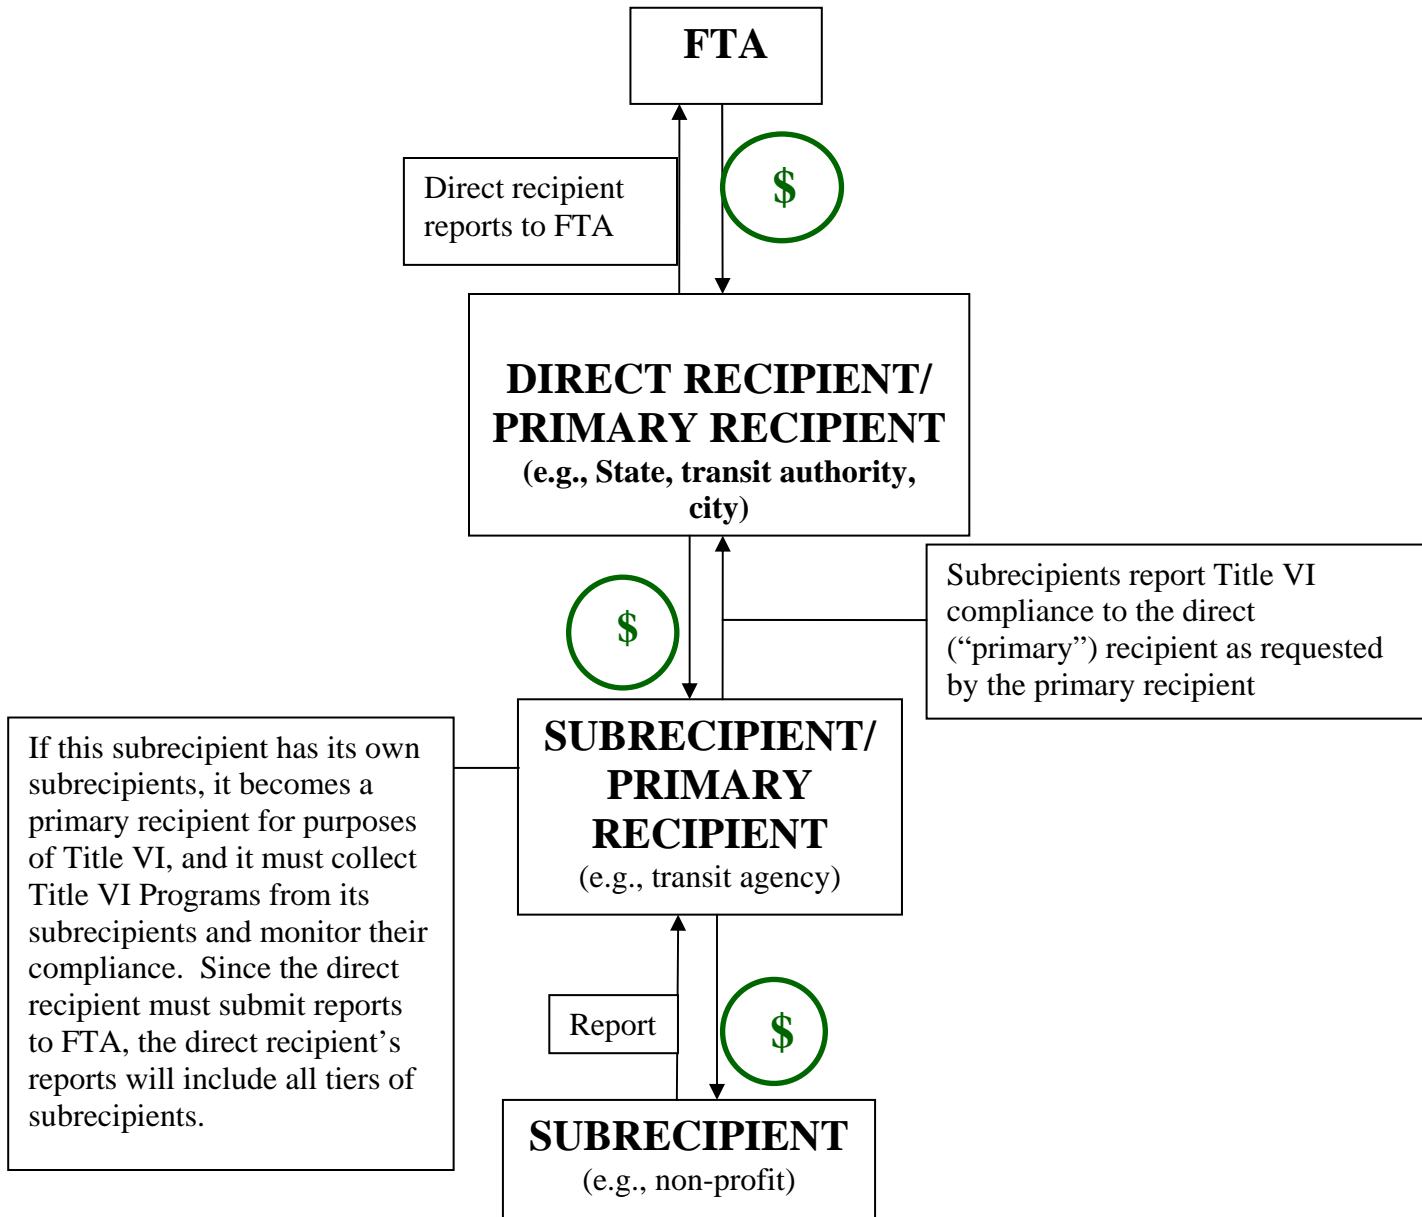 FTA
Direct recipient
reports to FTA
$
DIRECT RECIPIENT/
PRIMARY RECIPIENT
(e.g., State, transit authority,
city)
$
Subrecipients report Title VI
compliance to the direct
(“primary”) recipient as requested
by the primary recipient
If this subrecipient has its own
subrecipients, it becomes a
primary recipient for purposes
of Title VI, and it must collect
Title VI Programs from its
subrecipients and monitor their
compliance.  Since the direct
recipient must submit reports
to FTA, the direct recipient’s
reports will include all tiers of
subrecipients.
SUBRECIPIENT/
PRIMARY
RECIPIENT
(e.g., transit agency)
Report
$
SUBRECIPIENT
(e.g., non-profit)